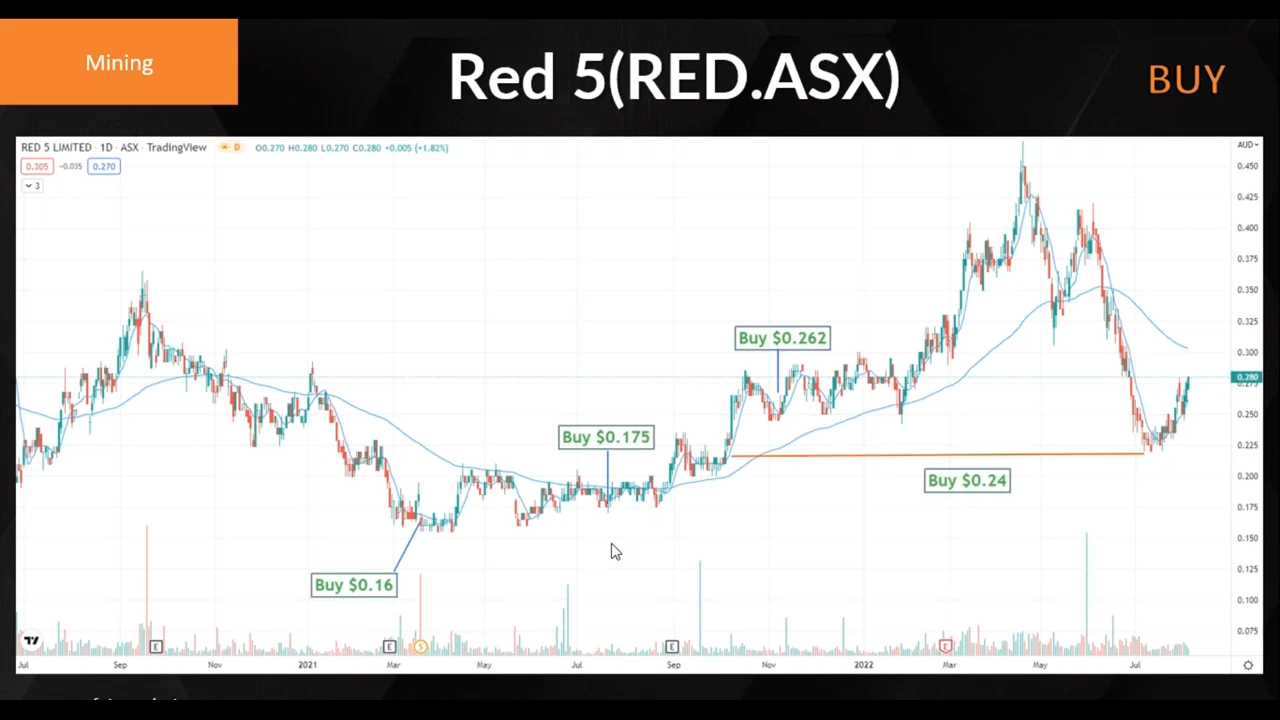 Mining
Red 5(RED.ASX)
BUY
RED 5 LIMITED · 1D · ASX · TradingView D O0.270 H0.280 L0.270 C0.280 +0.005 (+1.82%)
AUD
0.305 -0.035 0.270
3
0.450
0.425
0.400
0.375
0.350
0.325
0.300
0.280
0.275
0.250
0.225
0.200
0.175
0.150
0.125
0.100
0.075
Buy $0.262
Buy $0.175
Buy $0.24
Buy $0.16
E E S E E
Jul Sep Nov 2021 Mar May Jul Sep Nov 2022 Mar May Jul